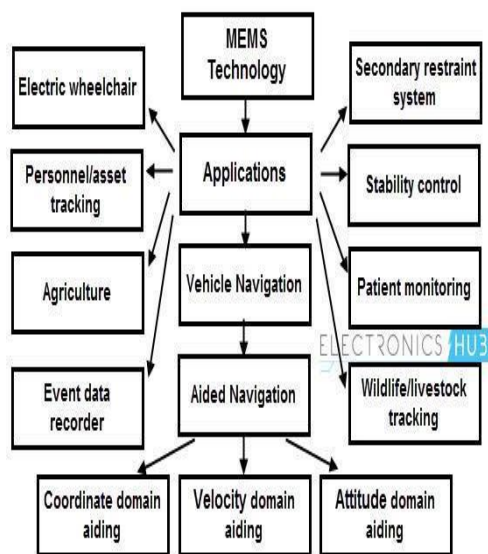 MEMS
Technology
Electric wheelchair
Secondary restraint
system
Personnel/asset
tracking
Applications
Stability control
Agriculture
Vehicle Navigation
Patient monitoring
ELECTRONICS HUB
Event data
recorder
Aided Navigation
Wildlife/livestock
tracking
Coordinate domain
aiding
Velocity domain
aiding
Attitude domain
aiding